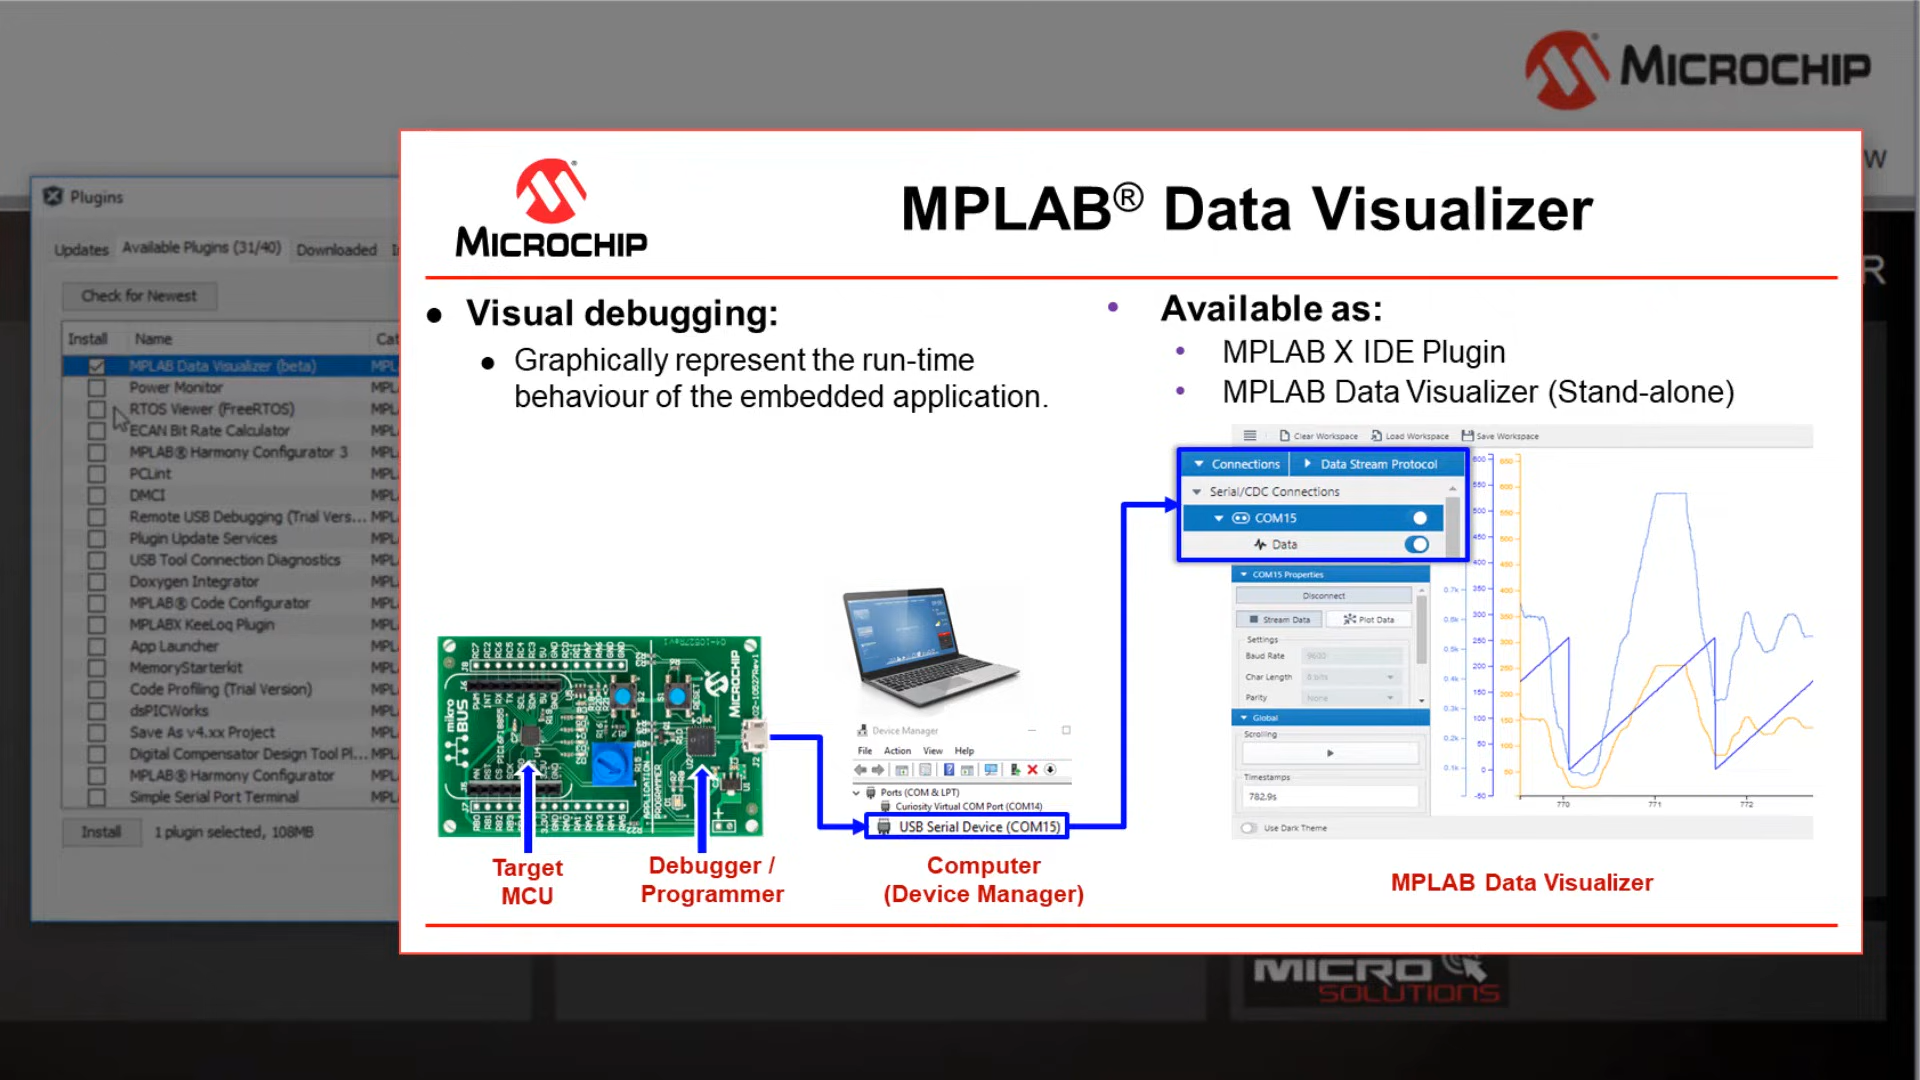 MICROCHIP
W
R
Plugins
Updates
Available Plugins (31/40)
Downloaded
Check for Newest
Install
Name
MPLAB Data Visualizer (beta)
MPL
Power Monitor
MPL
RTOS Viewer (FreeRTOS)
MPL
ECAN Bit Rate Calculator
MPL
MPLAB® Harmony Configurator 3
MPL
PCLint
MPL
DMCI
MPL
Remote USB Debugging (Trial Vers...
MPL
Plugin Update Services
MPL
USB Tool Connection Diagnostics
MPL
Doxygen Integrator
MPL
MPLAB® Code Configurator
MPL
MPLABX KeeLoq Plugin
MPL
App Launcher
MPL
MemoryStarterkit
MPL
Code Profiling (Trial Version)
MPL
dsPICWorks
MPL
Save As v4.xx Project
MPL
Digital Compensator Design Tool Pl...
MPL
MPLAB® Harmony Configurator
MPL
Simple Serial Port Terminal
MPL
Install
1 plugin selected, 108MB
MICROCHIP
MPLAB® Data Visualizer
● Visual debugging:
● Graphically represent the run-time
behaviour of the embedded application.
• Available as:
• MPLAB X IDE Plugin
• MPLAB Data Visualizer (Stand-alone)
Clear Workspace
Load Workspace
Save Workspace
Connections
Data Stream Protocol
Serial/CDC Connections
COM15
Data
COM15 Properties
Disconnect
Stream Data
Plot Data
Settings
Baud Rate
9600
Char Length
8 bits
Parity
None
Global
Scrolling
Timestamps
782.9s
Use Dark Theme
770
771
772
mikro
BUS
MICROCHIP
APPLICATION
PROGRAMMER
Device Manager
File Action View Help
Ports (COM & LPT)
Curiosity Virtual COM Port (COM14)
USB Serial Device (COM15)
Target
MCU
Debugger /
Programmer
Computer
(Device Manager)
MPLAB Data Visualizer
MICRO
SOLUTIONS